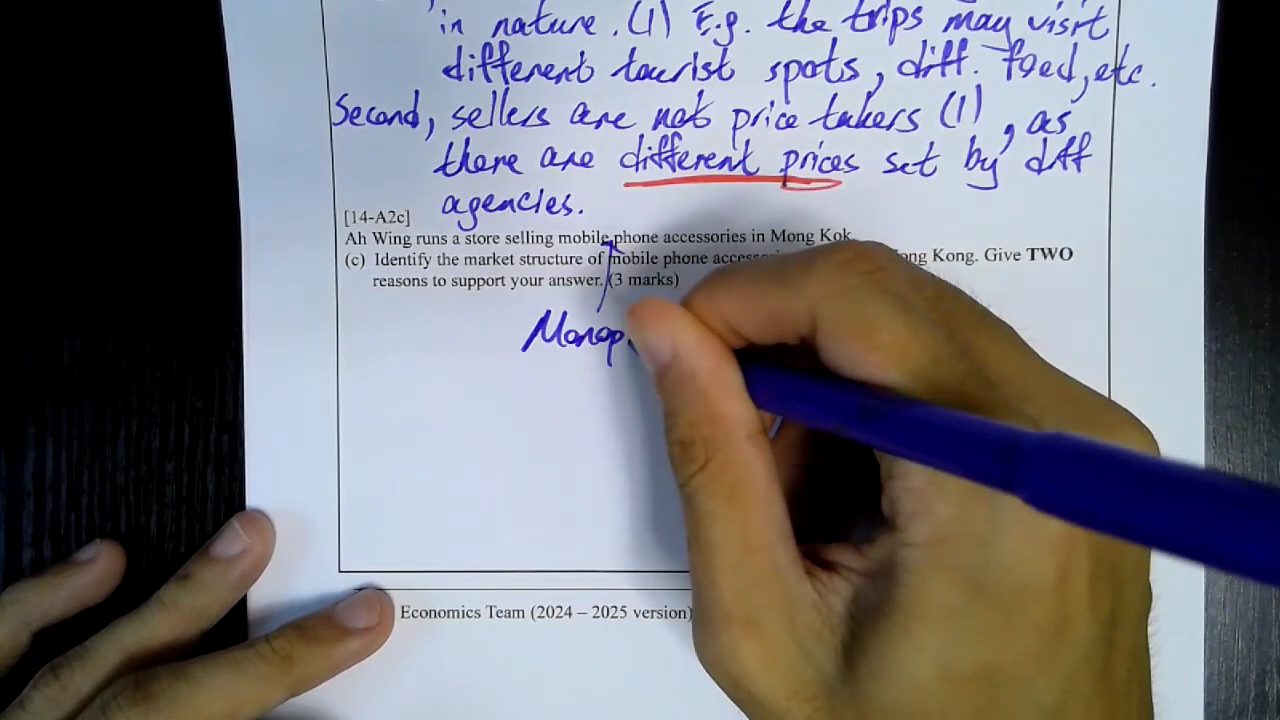 in nature. (1) E.g. the trips may visit
different tourist spots, diff. food, etc.
Second, sellers are not price takers (1), as
there are different prices set by diff
agencies.
[14-A2c]
Ah Wing runs a store selling mobile phone accessories in Mong Kok.
(c) Identify the market structure of mobile phone ong Kong. Give TWO
reasons to support your answer. (3 marks)
Monop
Economics Team (2024 – 2025 version)